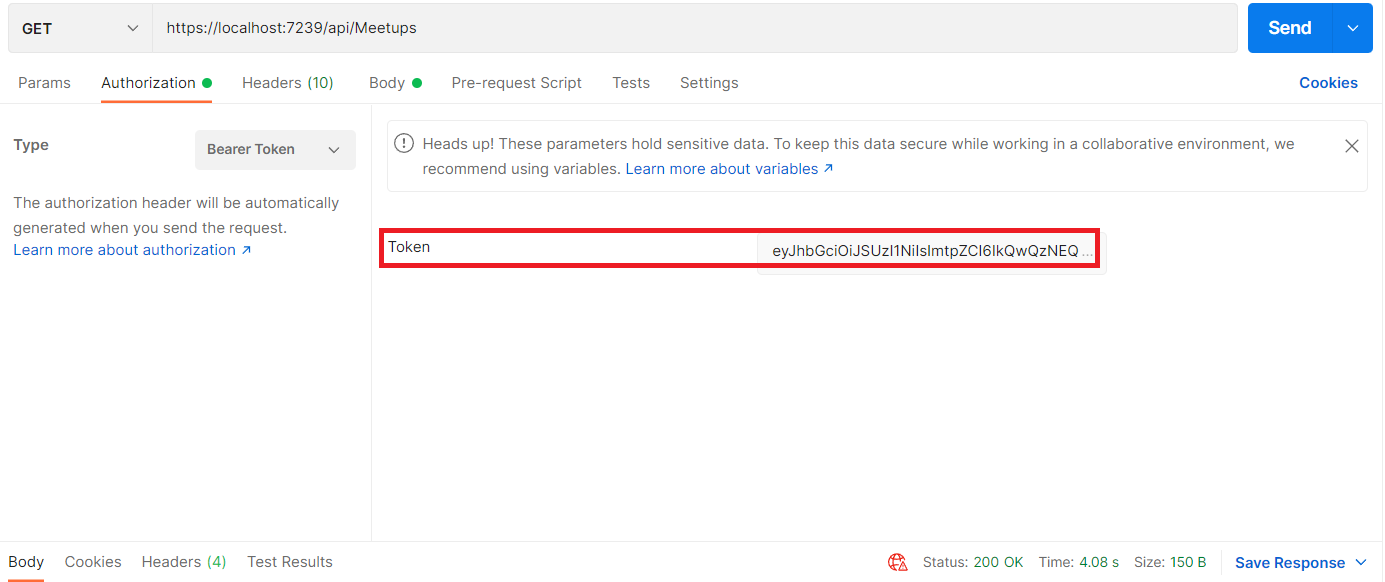 GET
https://localhost:7239/api/Meetups
Send
Params
Authorization
Headers (10)
Body
Pre-request Script
Tests
Settings
Cookies
Type
Bearer Token
The authorization header will be automatically
generated when you send the request.
Learn more about authorization ↗
Heads up! These parameters hold sensitive data. To keep this data secure while working in a collaborative environment, we
recommend using variables. Learn more about variables ↗
Token
eyJhbGciOiJSUzI1NiIsImtpZCI6IkQwQzNEQ ...
Body
Cookies
Headers (4)
Test Results
Status: 200 OK
Time: 4.08 s
Size: 150 B
Save Response